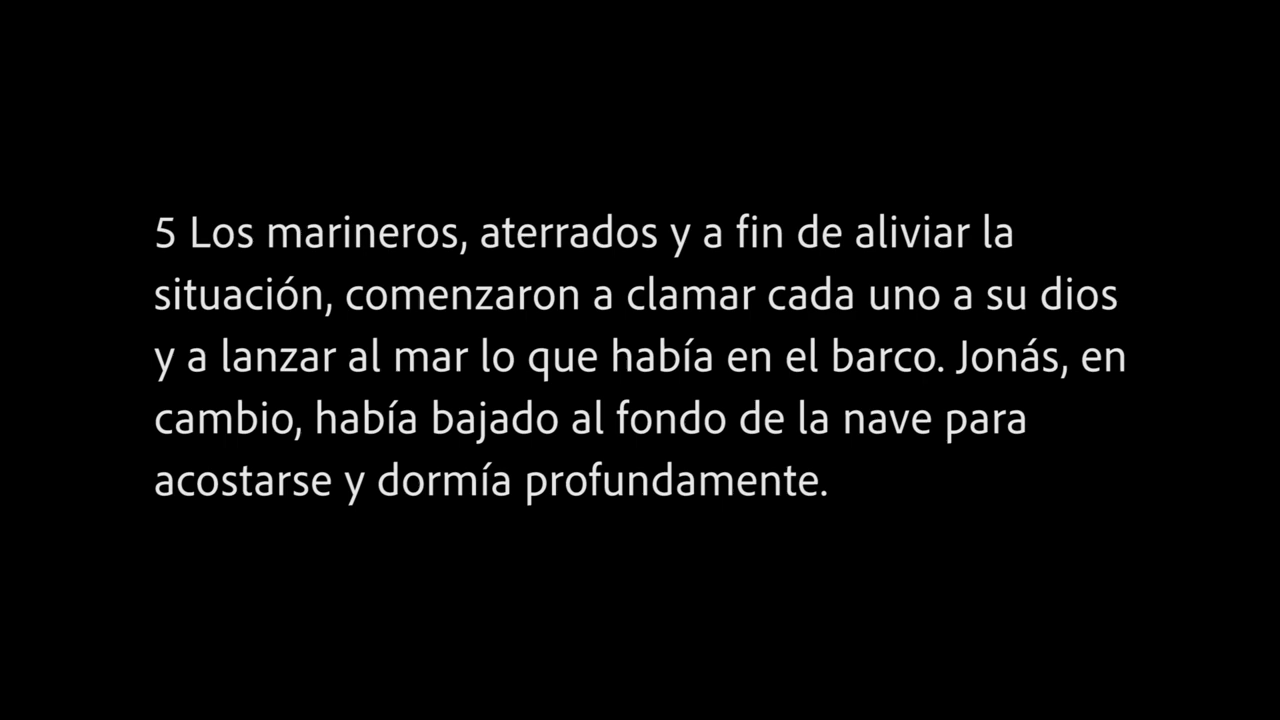 5 Los marineros, aterrados y a fin de aliviar la
situación, comenzaron a clamar cada uno a su dios
y a lanzar al mar lo que había en el barco. Jonás, en
cambio, había bajado al fondo de la nave para
acostarse y dormía profundamente.